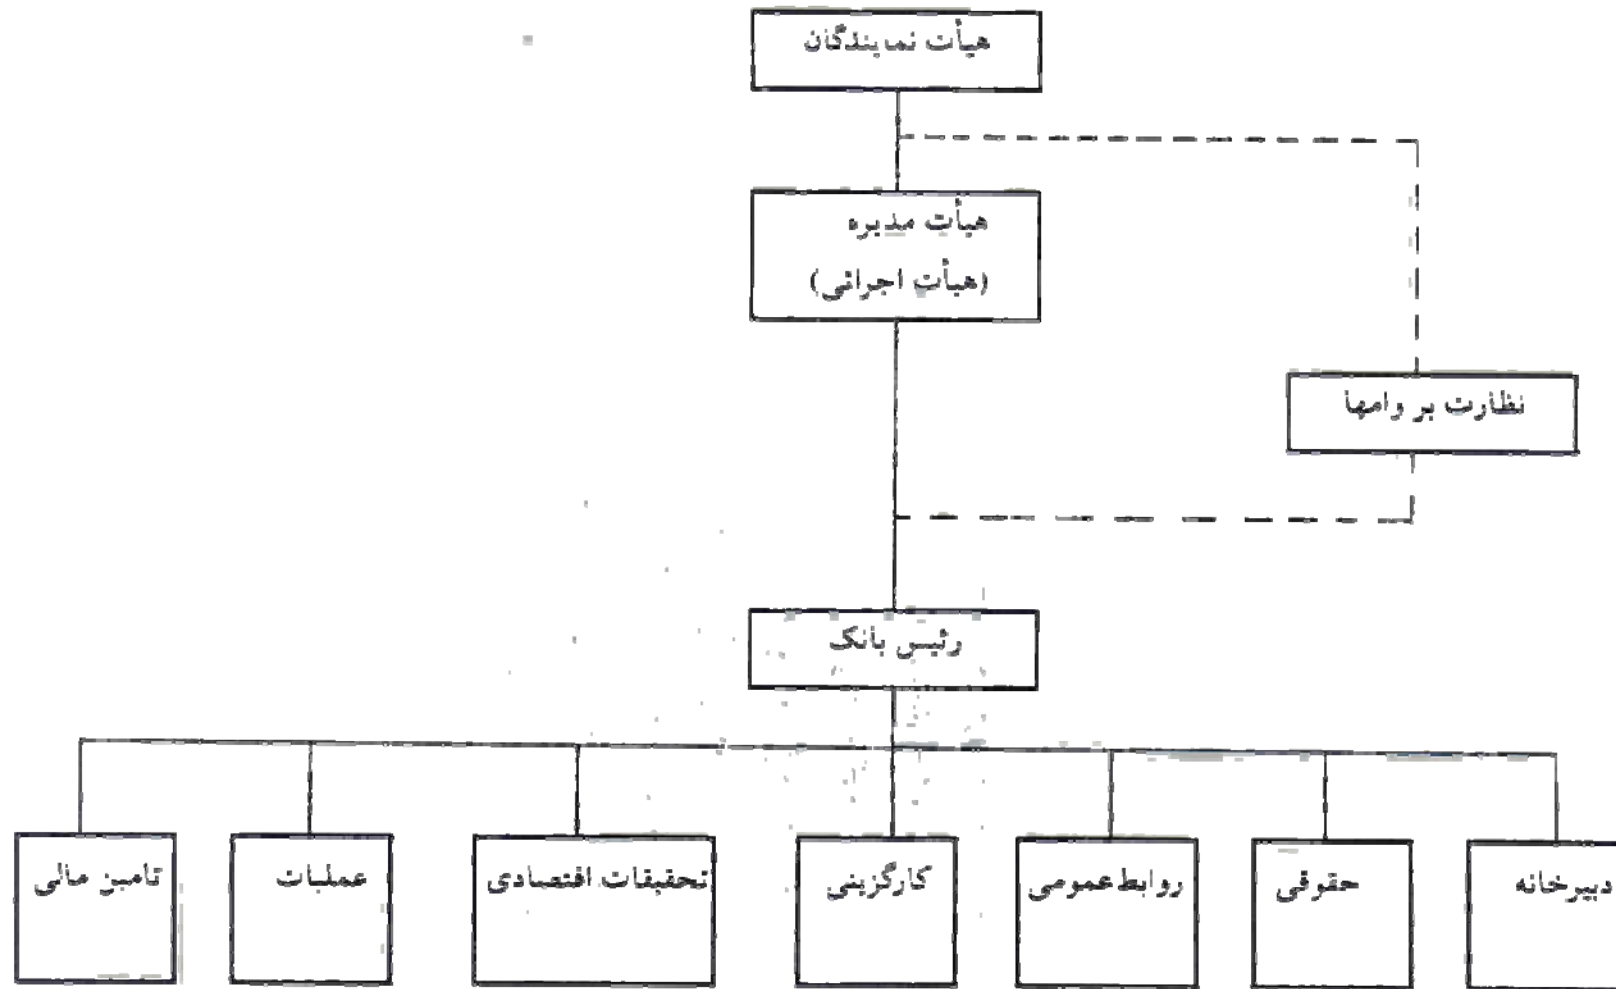 هیأت نمایندگان
هیأت مدیره
(هیأت اجرائی)
نظارت بر وامها
رئیس بانک
دبیرخانه
حقوقی
روابط عمومی
کارگزینی
تحقیقات اقتصادی
عملیات
تامین مالی